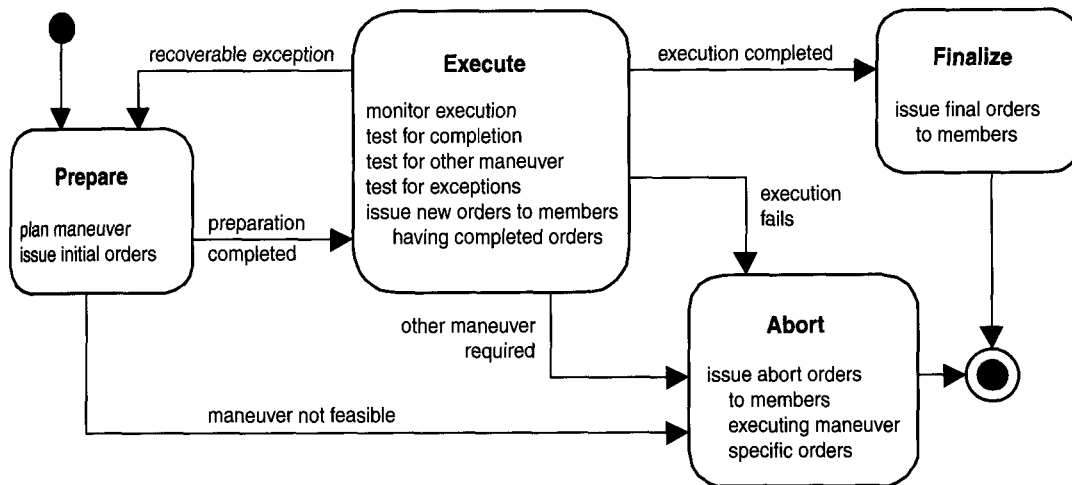 recoverable exception
Execute
monitor execution
test for completion
test for other maneuver
test for exceptions
issue new orders to members
having completed orders
execution completed
Finalize
issue final orders
to members
Prepare
plan maneuver
issue initial orders
preparation
completed
execution
fails
other maneuver
required
maneuver not feasible
Abort
issue abort orders
to members
executing maneuver
specific orders